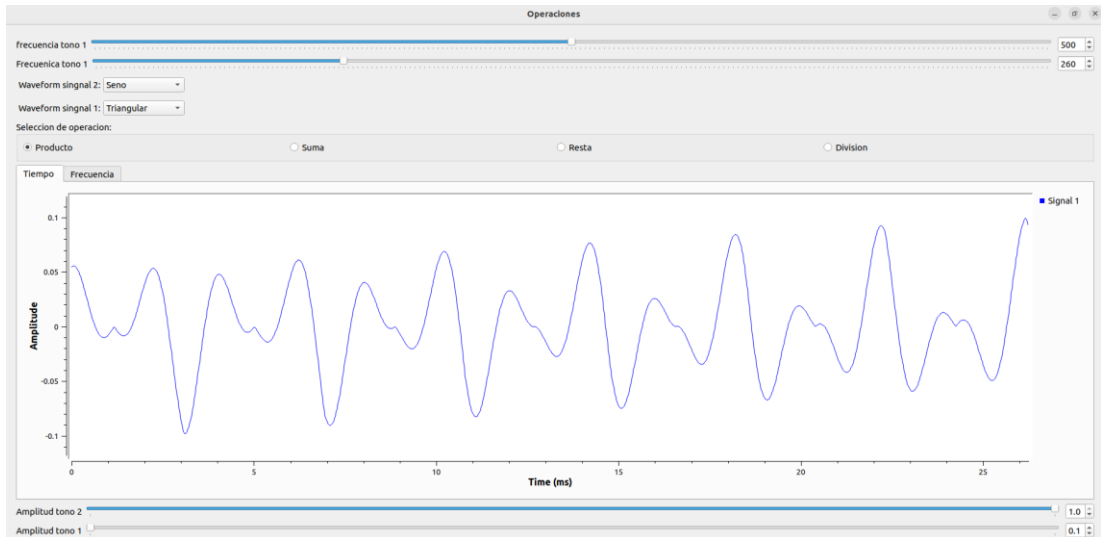 Operaciones
frecuencia tono 1 500
Frecuenica tono 1 260
Waveform singnal 2: Seno
Waveform singnal 1: Triangular
Seleccion de operacion:
Producto Suma Resta Division
Tiempo Frecuencia
Signal 1
0.1
0.05
0
-0.05
-0.1
Amplitude
0 5 10 15 20 25
Time (ms)
Amplitud tono 2 1.0
Amplitud tono 1 0.1